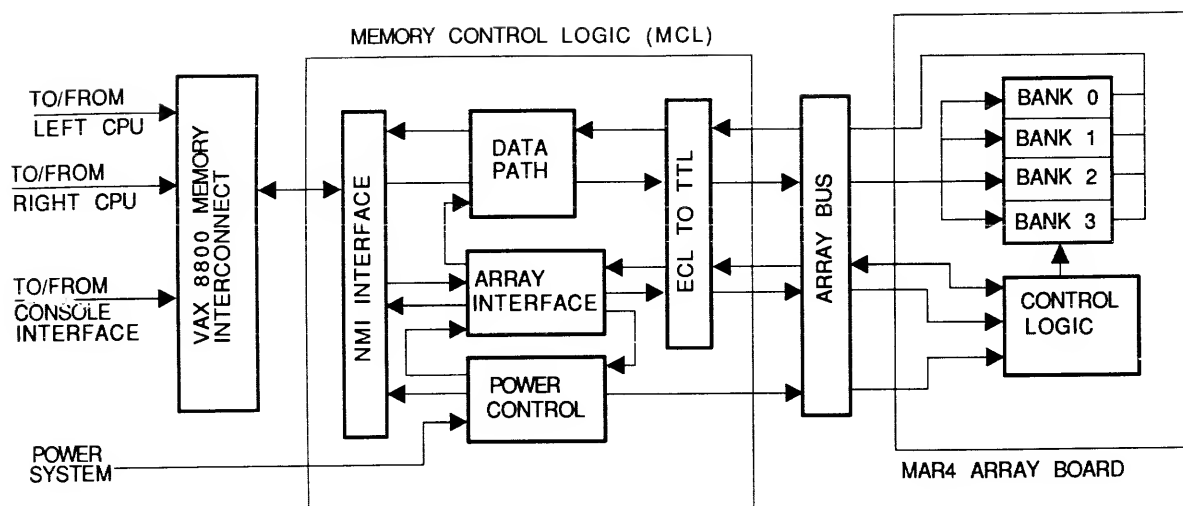 MEMORY CONTROL LOGIC (MCL)
TO/FROM
LEFT CPU
TO/FROM
RIGHT CPU
TO/FROM
CONSOLE
INTERFACE
POWER
SYSTEM
VAX 8800 MEMORY
INTERCONNECT
NMI INTERFACE
DATA
PATH
ARRAY
INTERFACE
POWER
CONTROL
ECL TO TTL
ARRAY BUS
BANK 0
BANK 1
BANK 2
BANK 3
CONTROL
LOGIC
MAR4 ARRAY BOARD